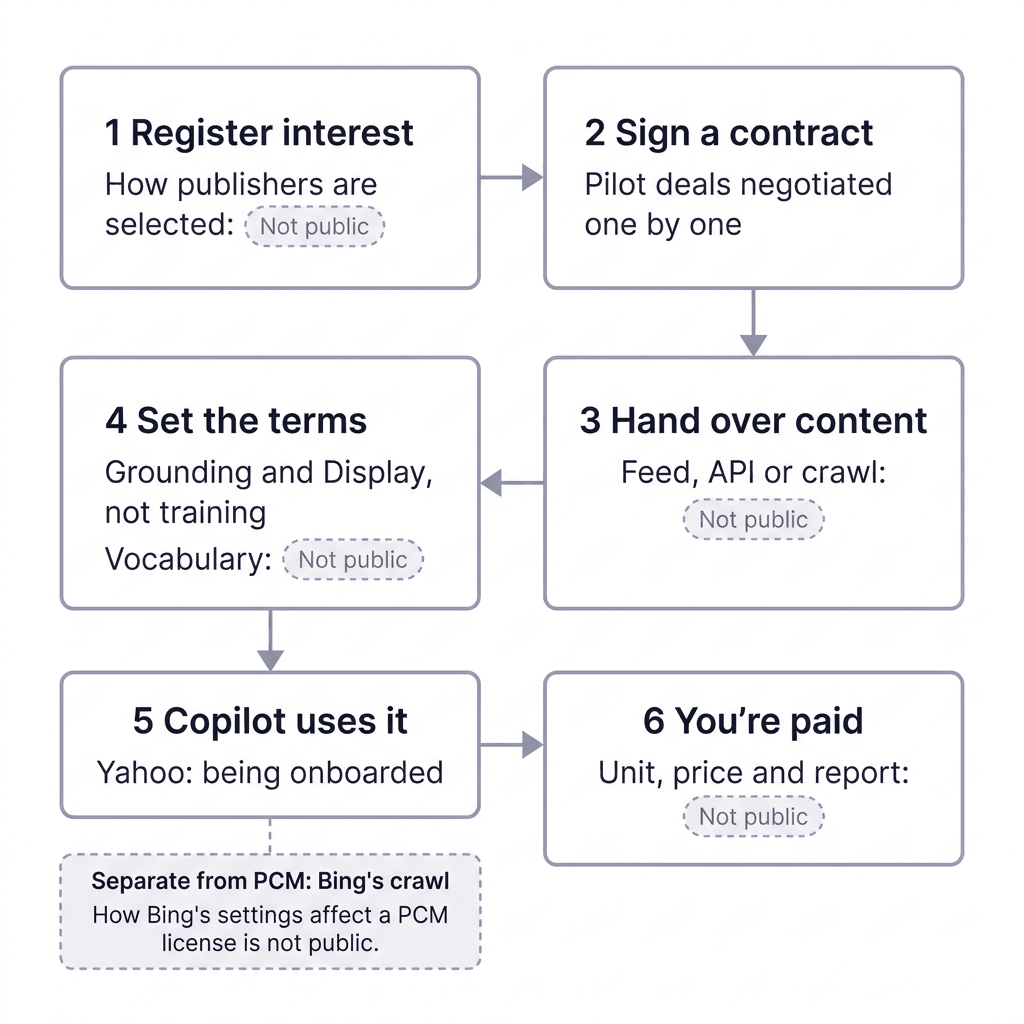 1 Register interest
How publishers are
selected: Not public
2 Sign a contract
Pilot deals negotiated
one by one
3 Hand over content
Feed, API or crawl:
Not public
4 Set the terms
Grounding and Display,
not training
Vocabulary: Not public
5 Copilot uses it
Yahoo: being onboarded
6 You’re paid
Unit, price and report:
Not public
Separate from PCM: Bing's crawl
How Bing's settings affect a PCM
license is not public.